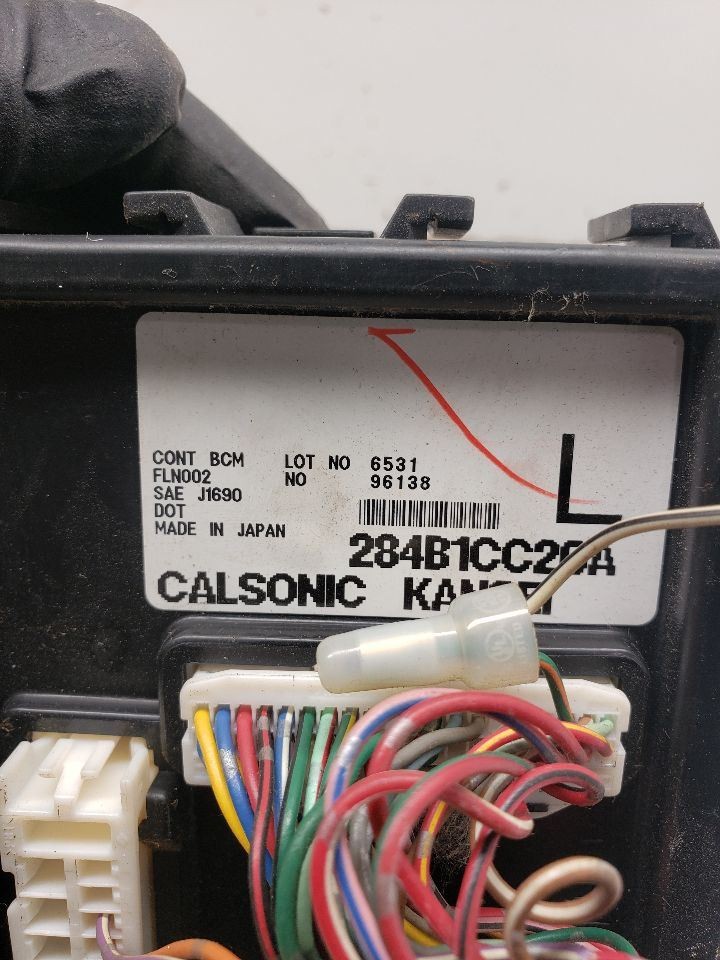 CONT BCM LOT NO 6531
FLN002 NO 96138
SAE J1690
DOT
MADE IN JAPAN
L
CALSONIC